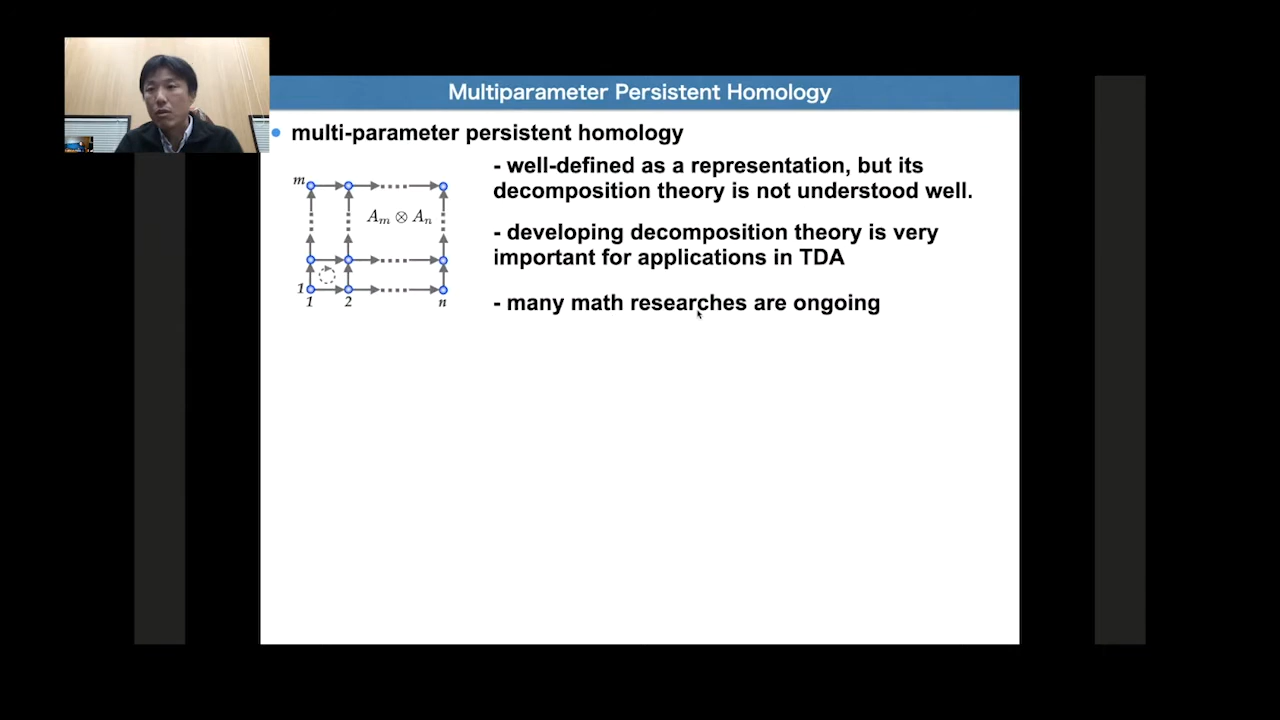 Multiparameter Persistent Homology
• multi-parameter persistent homology
- well-defined as a representation, but its
decomposition theory is not understood well.
- developing decomposition theory is very
important for applications in TDA
- many math researches are ongoing
m
A_m ⊗ A_n
1
1 2 n